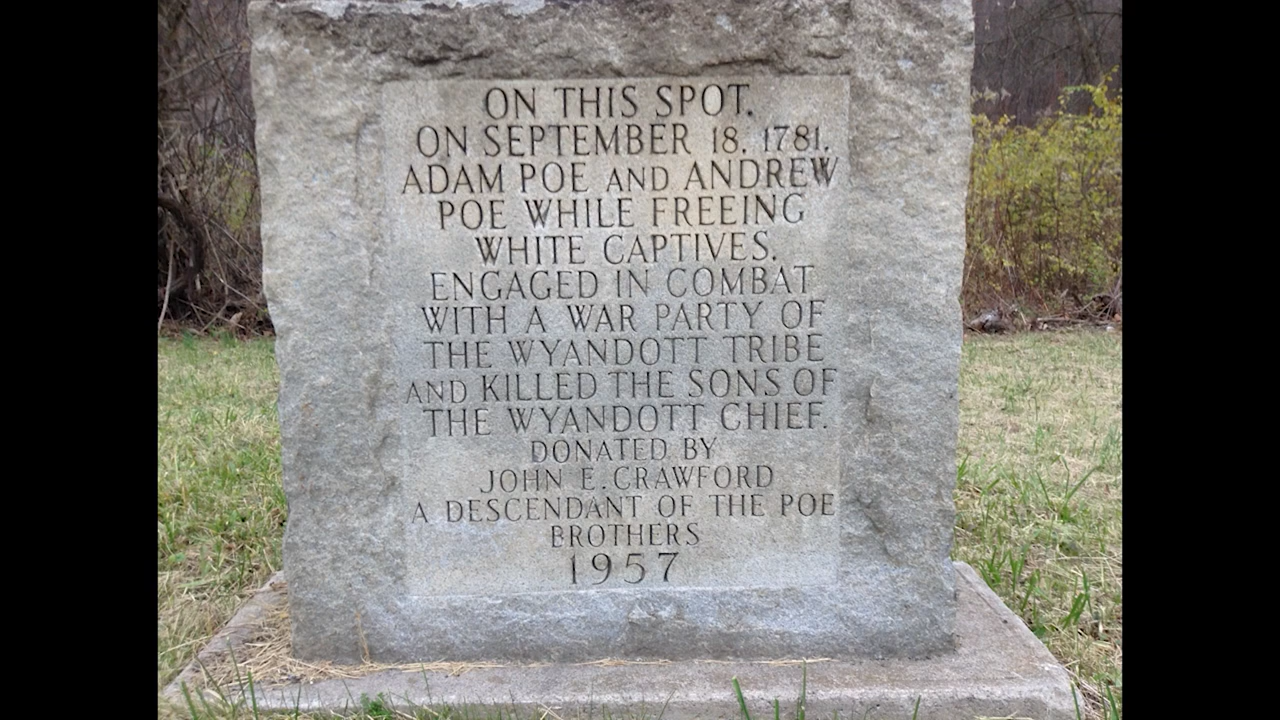 ON THIS SPOT,
ON SEPTEMBER 18, 1781,
ADAM POE AND ANDREW
POE WHILE FREEING
WHITE CAPTIVES,
ENGAGED IN COMBAT
WITH A WAR PARTY OF
THE WYANDOTT TRIBE
AND KILLED THE SONS OF
THE WYANDOTT CHIEF.
DONATED BY
JOHN E. CRAWFORD
A DESCENDANT OF THE POE
BROTHERS
1957